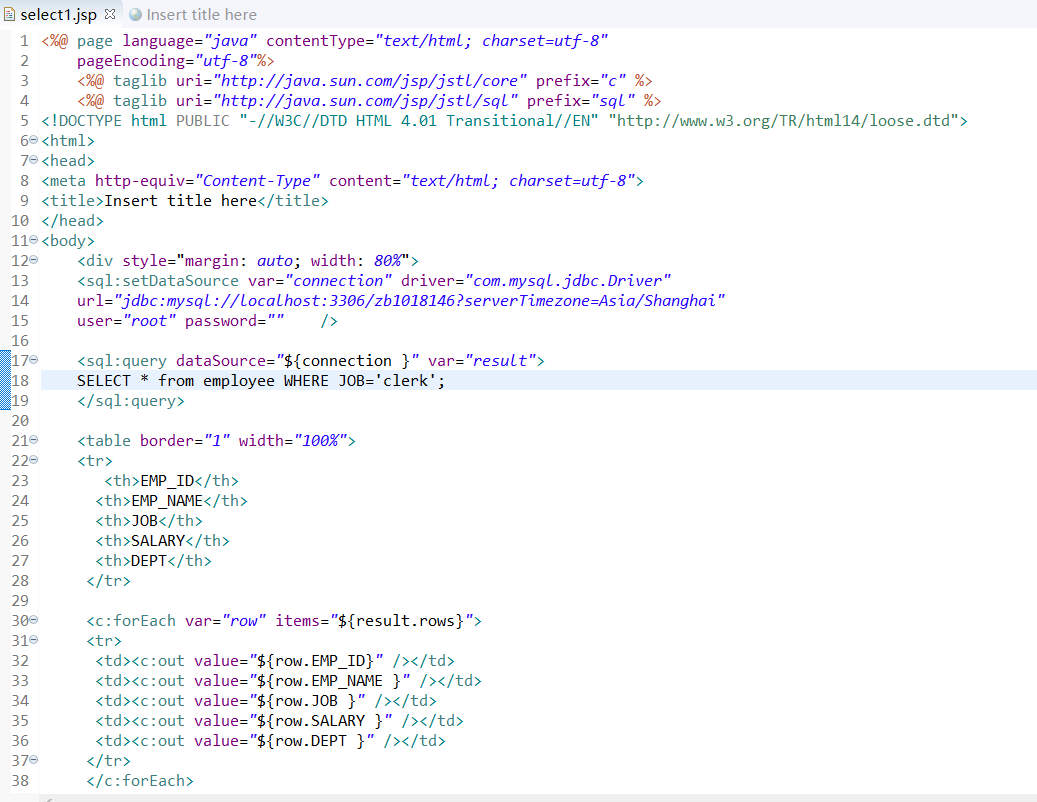 select1.jsp Insert title here
1 <%@ page language="java" contentType="text/html; charset=utf-8"
2 pageEncoding="utf-8"%>
3 <%@ taglib uri="http://java.sun.com/jsp/jstl/core" prefix="c" %>
4 <%@ taglib uri="http://java.sun.com/jsp/jstl/sql" prefix="sql" %>
5 <!DOCTYPE html PUBLIC "-//W3C//DTD HTML 4.01 Transitional//EN" "http://www.w3.org/TR/html14/loose.dtd">
6 <html>
7 <head>
8 <meta http-equiv="Content-Type" content="text/html; charset=utf-8">
9 <title>Insert title here</title>
10 </head>
11 <body>
12 <div style="margin: auto; width: 80%">
13 <sql:setDataSource var="connection" driver="com.mysql.jdbc.Driver"
14 url="jdbc:mysql://localhost:3306/zb1018146?serverTimezone=Asia/Shanghai"
15 user="root" password="" />
16
17 <sql:query dataSource="${connection }" var="result">
18 SELECT * from employee WHERE JOB='clerk';
19 </sql:query>
20
21 <table border="1" width="100%">
22 <tr>
23 <th>EMP_ID</th>
24 <th>EMP_NAME</th>
25 <th>JOB</th>
26 <th>SALARY</th>
27 <th>DEPT</th>
28 </tr>
29
30 <c:forEach var="row" items="${result.rows}">
31 <tr>
32 <td><c:out value="${row.EMP_ID}" /></td>
33 <td><c:out value="${row.EMP_NAME }" /></td>
34 <td><c:out value="${row.JOB }" /></td>
35 <td><c:out value="${row.SALARY }" /></td>
36 <td><c:out value="${row.DEPT }" /></td>
37 </tr>
38 </c:forEach>